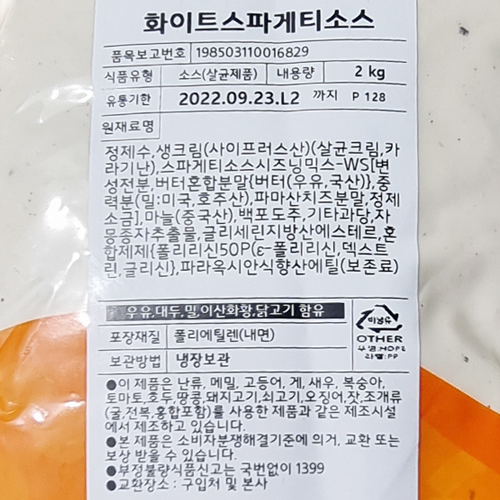 화이트스파게티소스
품목보고번호 198503110016829
식품유형 소스(살균제품) 내용량 2 kg
유통기한 2022.09.23.L2 까지 P 128
원재료명
정제수,생크림(사이프러스산)(살균크림,카
라기난),스파게티소스시즈닝믹스-WS[변
성전분,버터혼합분말{버터(우유,국산)},중
력분(밀:미국,호주산),파마산치즈분말,정제
소금],마늘(중국산),백포도주,기타과당,자
몽종자추출물,글리세린지방산에스테르,혼
합제제{폴리리신50P(ε-폴리리신,덱스트
린,글리신},파라옥시안식향산에틸(보존료)
우유,대두,밀,이산화황,닭고기 함유
포장재질 폴리에틸렌(내면)
보관방법 냉장보관
OTHER
라벨:PP
●이 제품은 난류, 메밀, 고등어, 게, 새우, 복숭아,
토마토,호두,땅콩,돼지고기,쇠고기,오징어,잣,조개류
(굴,전복,홍합포함)를 사용한 제품과 같은 제조시설
에서 제조하고 있습니다.
●본 제품은 소비자분쟁해결기준에 의거, 교환 또는
보상 받을 수 있습니다.
●부정불량식품신고는 국번없이 1399
●교환장소 : 구입처 및 본사